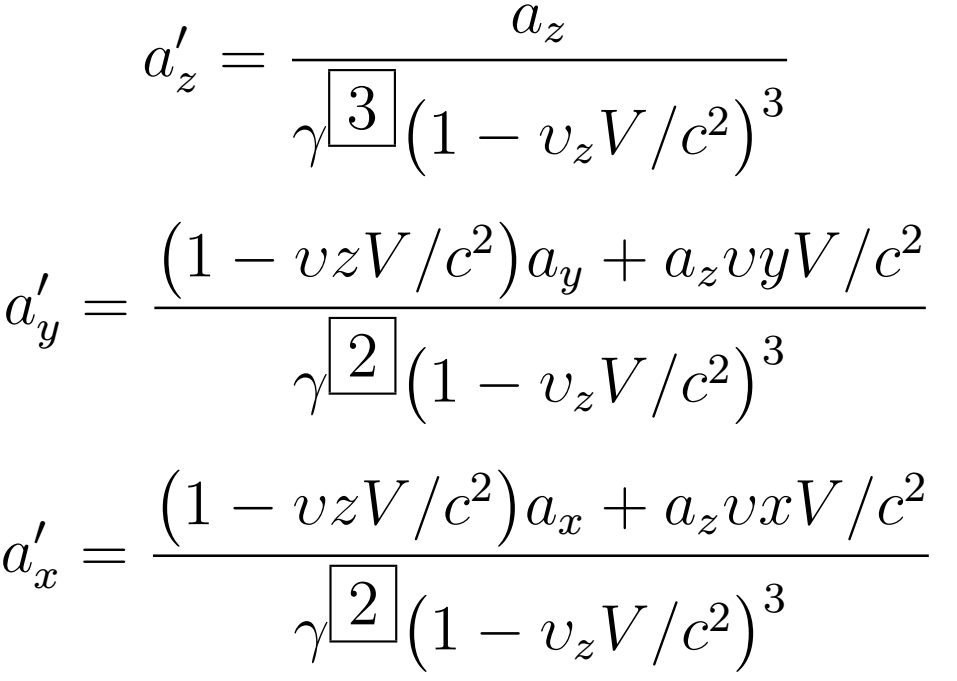 a′_z = a_z / γ^3 (1 − υ_z V/c^2)^3
a′_y = (1 − υzV/c^2)a_y + a_z υyV/c^2 / γ^2 (1 − υ_z V/c^2)^3
a′_x = (1 − υzV/c^2)a_x + a_z υxV/c^2 / γ^2 (1 − υ_z V/c^2)^3